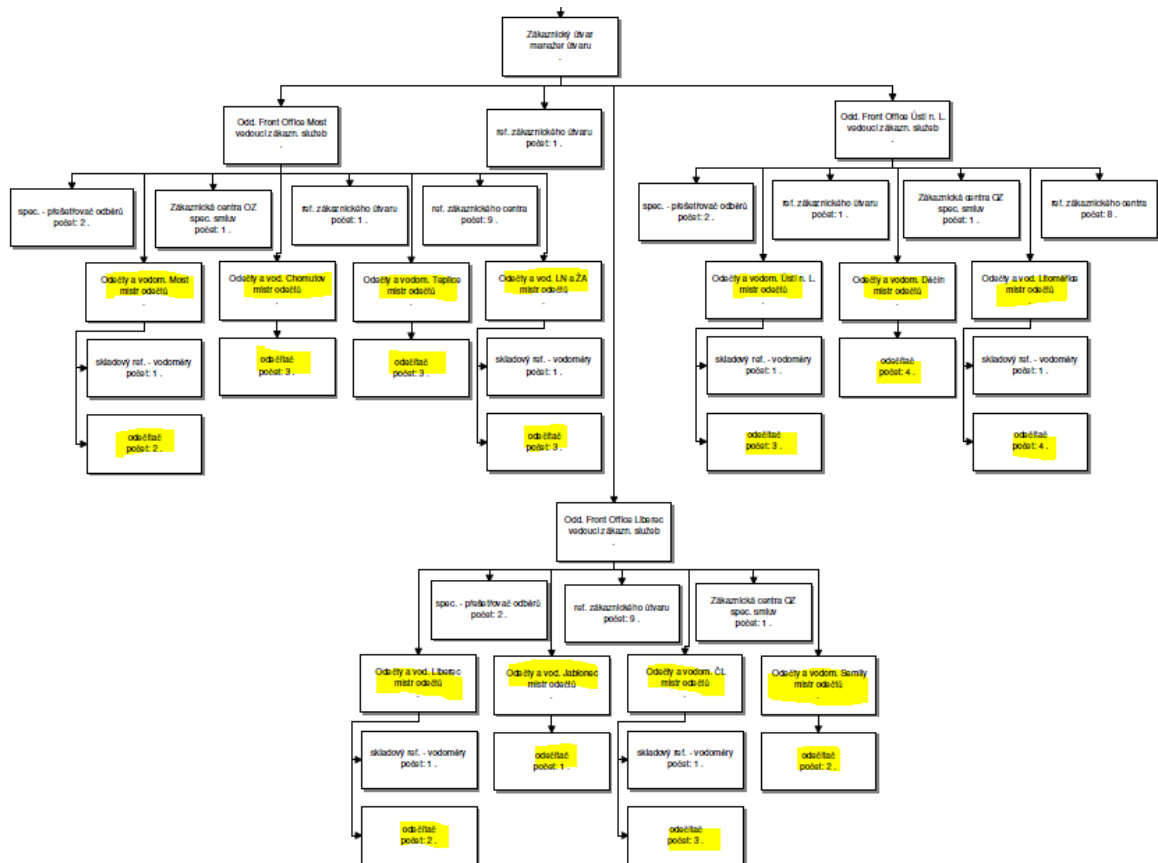 Zákaznický útvar
manažer útvaru
.
Odd. Front Office Most
vedoucí zákazn. služeb
.
ref. zákaznického útvaru
počet: 1 .
Odd. Front Office Ústí n. L.
vedoucí zákazn. služeb
.
spec. - přešetřovač odběrů
počet: 2 .
Zákaznická centra OZ
spec. smluv
počet: 1 .
ref. zákaznického útvaru
počet: 1 .
ref. zákaznického centra
počet: 9 .
spec. - přešetřovač odběrů
počet: 2 .
ref. zákaznického útvaru
počet: 1 .
Zákaznická centra OZ
spec. smluv
počet: 1 .
ref. zákaznického centra
počet: 8 .
Odečty a vodom. Most
mistr odečtů
.
Odečty a vod. Chomutov
mistr odečtů
.
Odečty a vodom. Teplice
mistr odečtů
.
Odečty a vod. LN a ŽA
mistr odečtů
.
Odečty a vodom. Ústí n. L.
mistr odečtů
.
Odečty a vodom. Děčín
mistr odečtů
.
Odečty a vod. Litoměřice
mistr odečtů
.
skladový ref. - vodoměry
počet: 1 .
odečítač
počet: 3 .
odečítač
počet: 3 .
skladový ref. - vodoměry
počet: 1 .
skladový ref. - vodoměry
počet: 1 .
odečítač
počet: 4 .
skladový ref. - vodoměry
počet: 1 .
odečítač
počet: 2 .
odečítač
počet: 3 .
odečítač
počet: 3 .
odečítač
počet: 4 .
Odd. Front Office Liberec
vedoucí zákazn. služeb
.
spec. - přešetřovač odběrů
počet: 2 .
ref. zákaznického útvaru
počet: 9 .
Zákaznická centra OZ
spec. smluv
počet: 1 .
Odečty a vod. Liberec
mistr odečtů
.
Odečty a vod. Jablonec
mistr odečtů
.
Odečty a vodom. ČL
mistr odečtů
.
Odečty a vodom. Semily
mistr odečtů
.
skladový ref. - vodoměry
počet: 1 .
odečítač
počet: 1 .
skladový ref. - vodoměry
počet: 1 .
odečítač
počet: 2 .
odečítač
počet: 2 .
odečítač
počet: 3 .